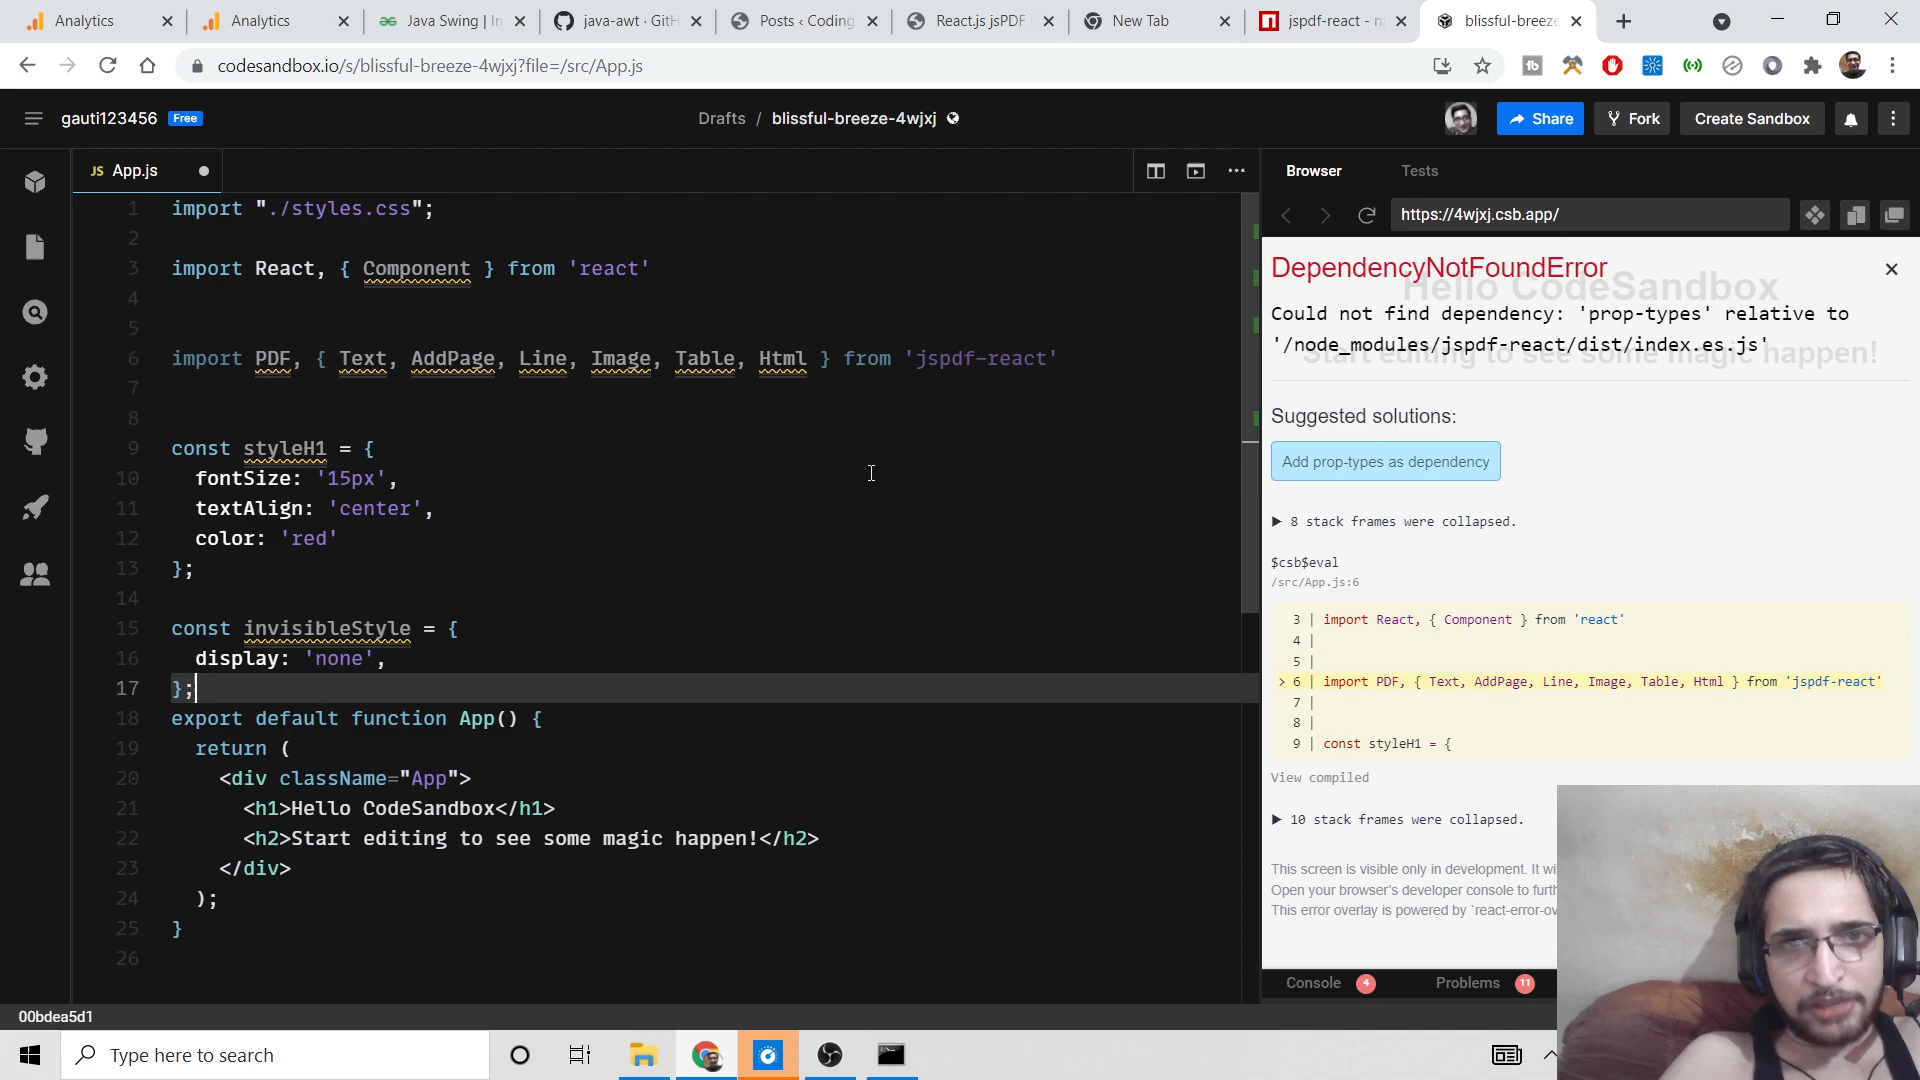 Analytics
Analytics
Java Swing | In
java-awt · GitH
Posts ‹ Coding
React.js jsPDF
New Tab
jspdf-react - n
blissful-breeze
codesandbox.io/s/blissful-breeze-4wjxj?file=/src/App.js
gauti123456 Free
Drafts / blissful-breeze-4wjxj
Share
Fork
Create Sandbox
JS App.js
1 import "./styles.css";
2
3 import React, { Component } from 'react'
4
5
6 import PDF, { Text, AddPage, Line, Image, Table, Html } from 'jspdf-react'
7
8
9 const styleH1 = {
10 fontSize: '15px',
11 textAlign: 'center',
12 color: 'red'
13 };
14
15 const invisibleStyle = {
16 display: 'none',
17 };
18 export default function App() {
19 return (
20 <div className="App">
21 <h1>Hello CodeSandbox</h1>
22 <h2>Start editing to see some magic happen!</h2>
23 </div>
24 );
25 }
26
00bdea5d1
Browser
Tests
https://4wjxj.csb.app/
DependencyNotFoundError
Hello CodeSandbox
Could not find dependency: 'prop-types' relative to
'/node_modules/jspdf-react/dist/index.es.js'
Start editing to see some magic happen!
Suggested solutions:
Add prop-types as dependency
▶ 8 stack frames were collapsed.
$csb$eval
/src/App.js:6
3 | import React, { Component } from 'react'
4 |
5 |
> 6 | import PDF, { Text, AddPage, Line, Image, Table, Html } from 'jspdf-react'
7 |
8 |
9 | const styleH1 = {
View compiled
▶ 10 stack frames were collapsed.
This screen is visible only in development. It wi
Open your browser's developer console to furth
This error overlay is powered by `react-error-ov
Console 4
Problems 11
Type here to search